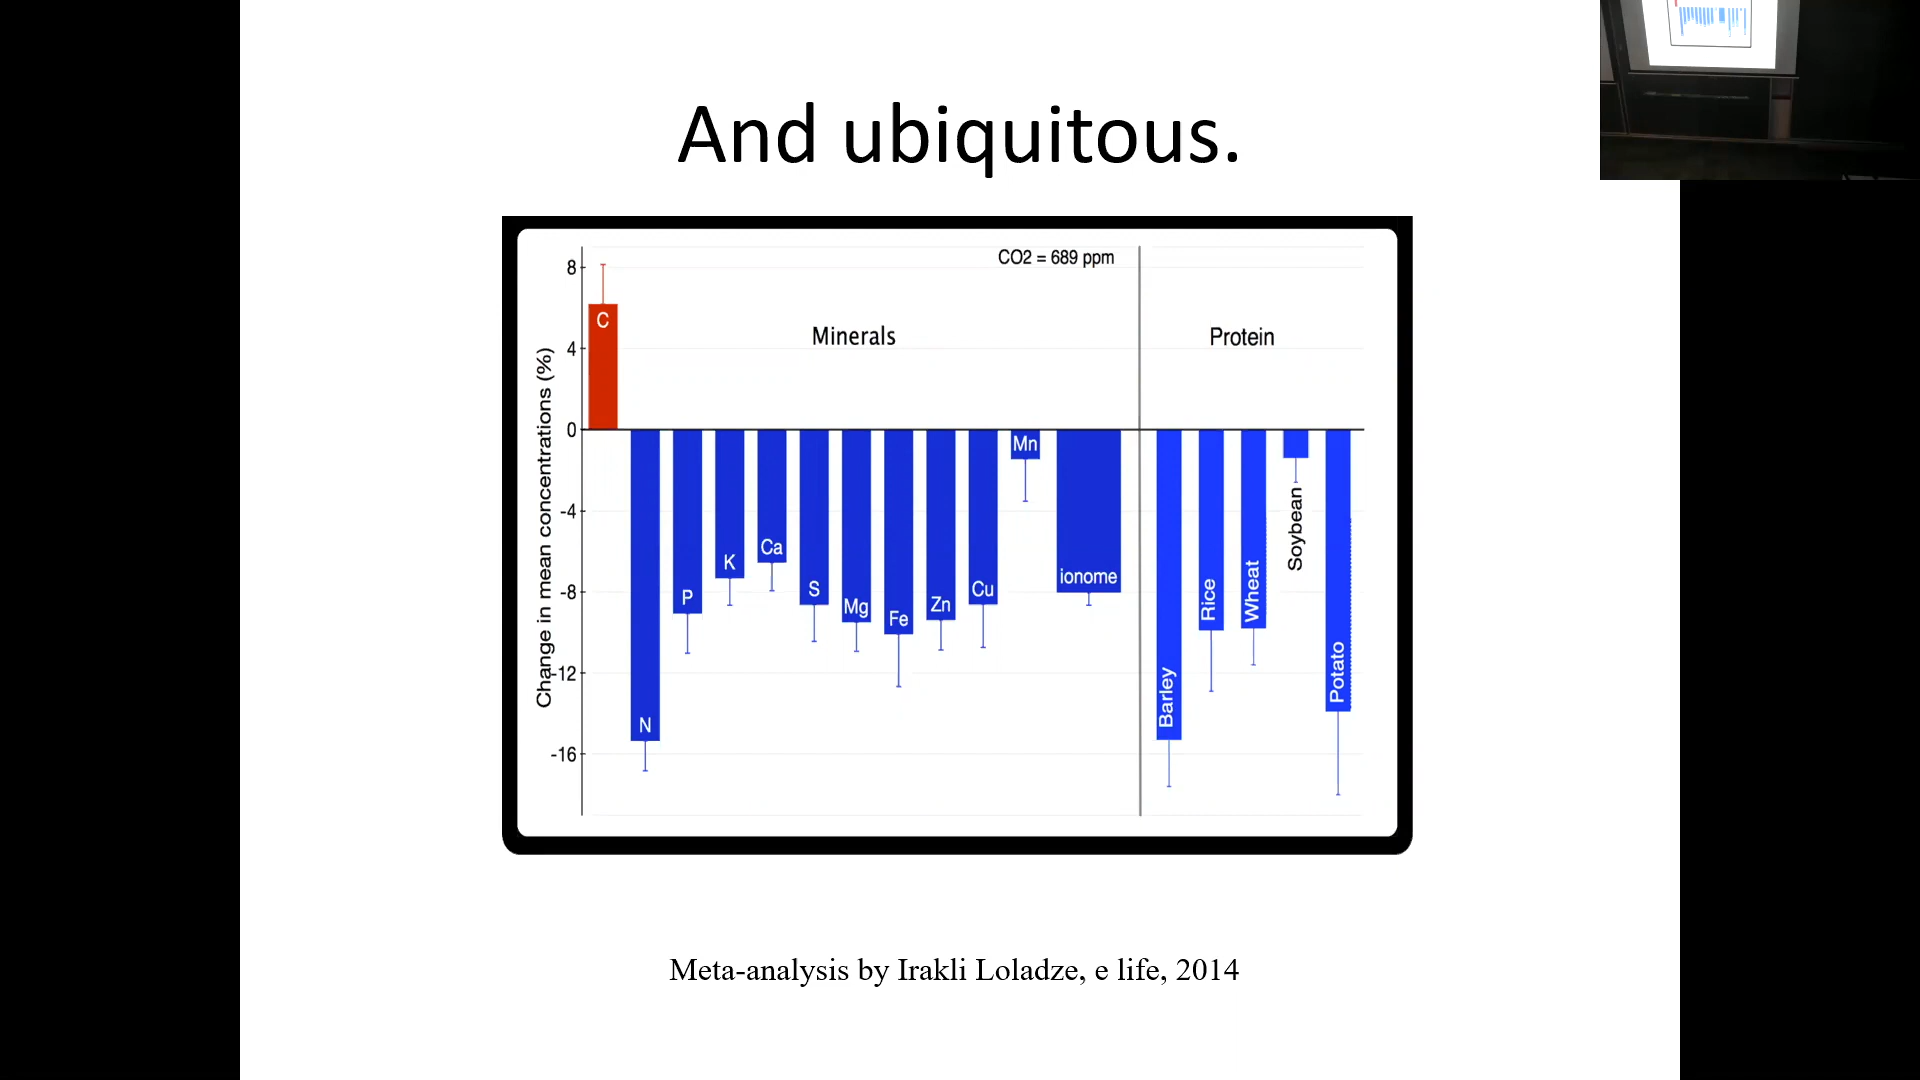 And ubiquitous.
CO2 = 689 ppm
Minerals
Protein
Change in mean concentrations (%)
8
4
0
-4
-8
-12
-16
C
N
P
K
Ca
S
Mg
Fe
Zn
Cu
Mn
ionome
Barley
Rice
Wheat
Soybean
Potato
Meta-analysis by Irakli Loladze, e life, 2014